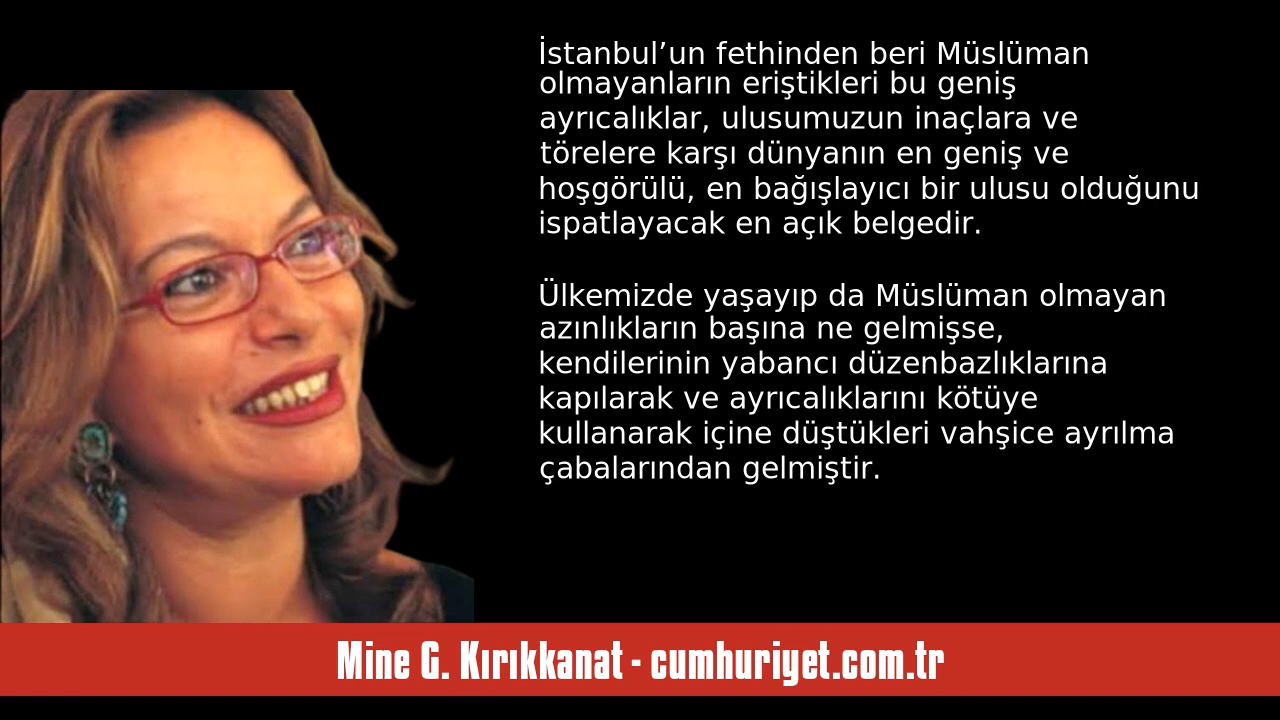 İstanbul’un fethinden beri Müslüman
olmayanların eriştikleri bu geniş
ayrıcalıklar, ulusumuzun inaçlara ve
törelere karşı dünyanın en geniş ve
hoşgörülü, en bağışlayıcı bir ulusu olduğunu
ispatlayacak en açık belgedir.
Ülkemizde yaşayıp da Müslüman olmayan
azınlıkların başına ne gelmişse,
kendilerinin yabancı düzenbazlıklarına
kapılarak ve ayrıcalıklarını kötüye
kullanarak içine düştükleri vahşice ayrılma
çabalarından gelmiştir.
Mine G. Kırıkkanat - cumhuriyet.com.tr